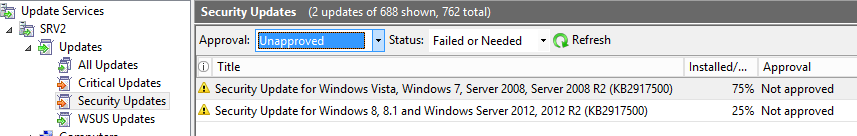 Update Services
SRV2
Updates
All Updates
Critical Updates
Security Updates
WSUS Updates
Security Updates (2 updates of 688 shown, 762 total)
Approval: Unapproved Status: Failed or Needed Refresh
Title Installed/... Approval
Security Update for Windows Vista, Windows 7, Server 2008, Server 2008 R2 (KB2917500) 75% Not approved
Security Update for Windows 8, 8.1 and Windows Server 2012, 2012 R2 (KB2917500) 25% Not approved